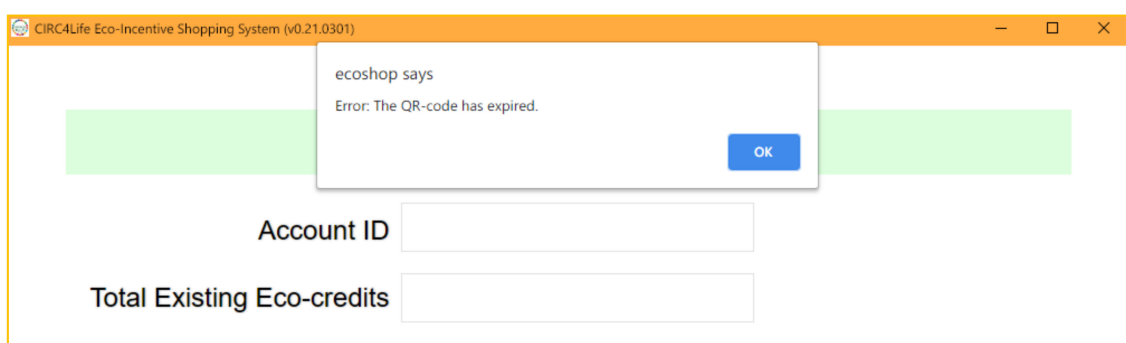 CIRC4Life Eco-Incentive Shopping System (v0.21.0301)
ecoshop says
Error: The QR-code has expired.
OK
Account ID
Total Existing Eco-credits